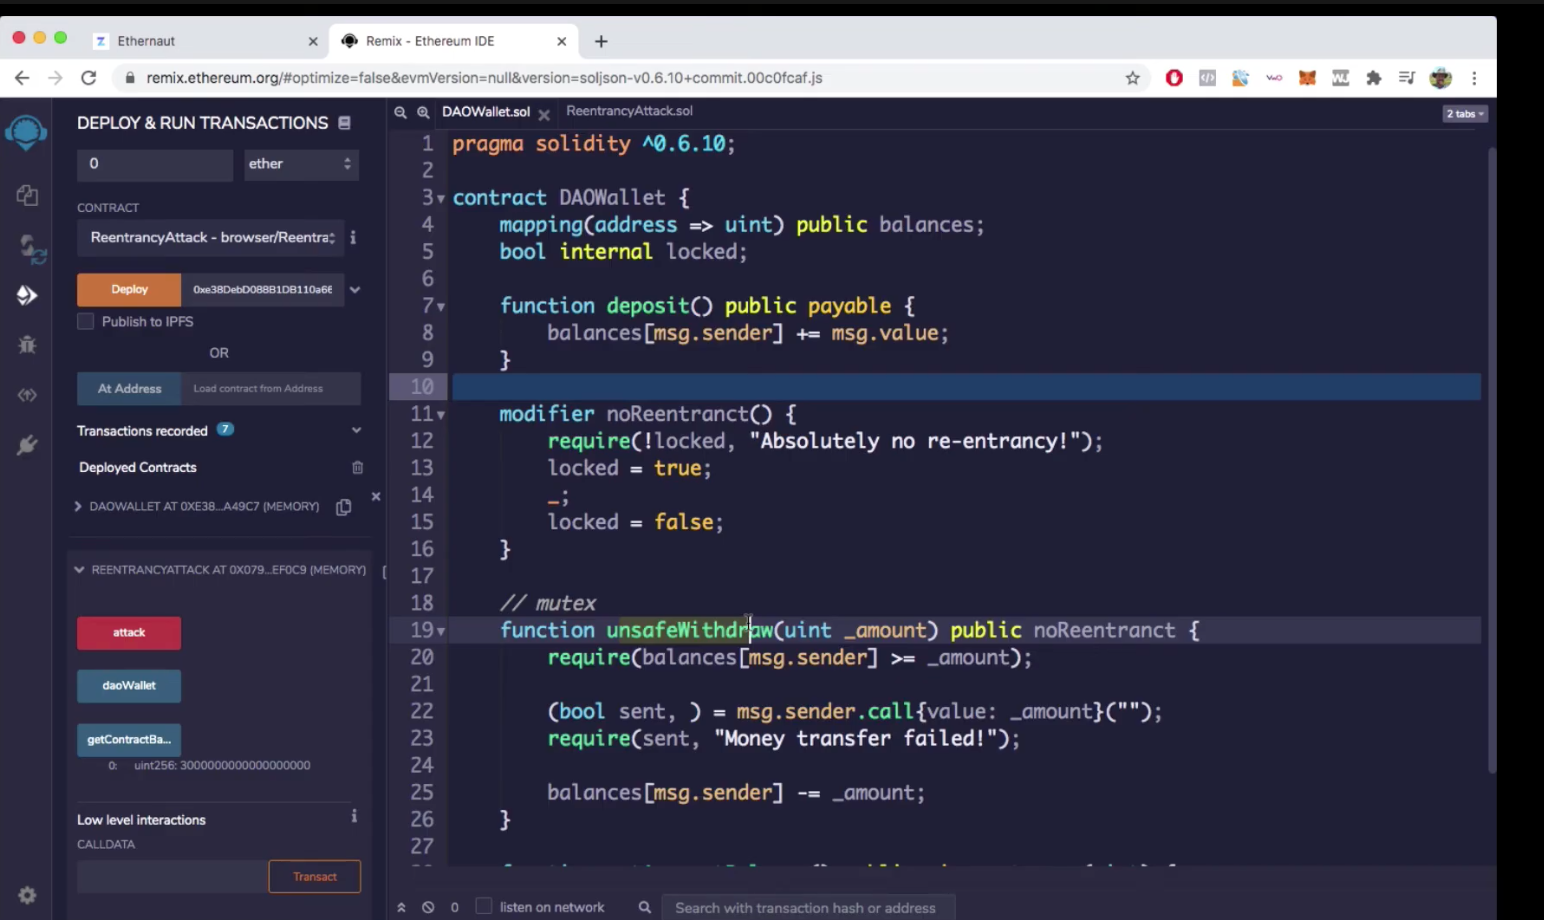 Ethernaut
Remix - Ethereum IDE
remix.ethereum.org/#optimize=false&evmVersion=null&version=soljson-v0.6.10+commit.00c0fcaf.js
DEPLOY & RUN TRANSACTIONS
0
ether
CONTRACT
ReentrancyAttack - browser/Reentra
Deploy
0xe38DebD088B1DB110a66
Publish to IPFS
OR
At Address
Load contract from Address
Transactions recorded 7
Deployed Contracts
DAOWALLET AT 0XE38...A49C7 (MEMORY)
REENTRANCYATTACK AT 0X079...EF0C9 (MEMORY)
attack
daoWallet
getContractBa...
0: uint256: 3000000000000000000
Low level interactions
CALLDATA
Transact
DAOWallet.sol
ReentrancyAttack.sol
2 tabs
1 pragma solidity ^0.6.10;
2
3 contract DAOWallet {
4 mapping(address => uint) public balances;
5 bool internal locked;
6
7 function deposit() public payable {
8 balances[msg.sender] += msg.value;
9 }
10
11 modifier noReentranct() {
12 require(!locked, "Absolutely no re-entrancy!");
13 locked = true;
14 _;
15 locked = false;
16 }
17
18 // mutex
19 function unsafeWithdraw(uint _amount) public noReentranct {
20 require(balances[msg.sender] >= _amount);
21
22 (bool sent, ) = msg.sender.call{value: _amount}("");
23 require(sent, "Money transfer failed!");
24
25 balances[msg.sender] -= _amount;
26 }
27
0
listen on network
Search with transaction hash or address